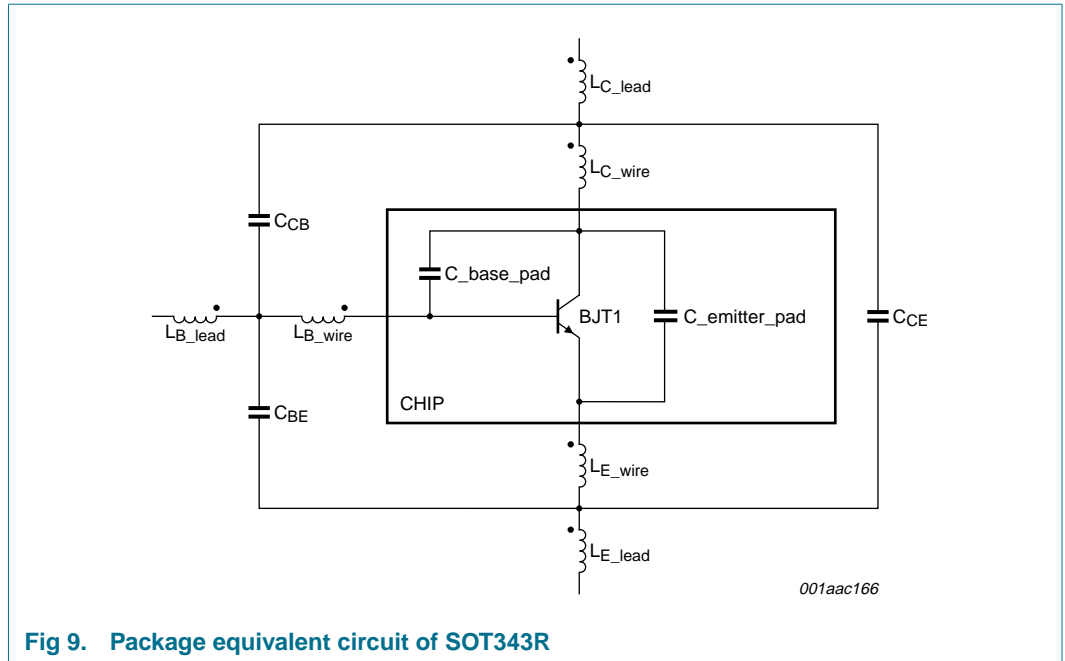 LC_lead
LC_wire
CCB
C_base_pad
LB_lead
LB_wire
BJT1
C_emitter_pad
CCE
CBE
CHIP
LE_wire
LE_lead
001aac166
Fig 9. Package equivalent circuit of SOT343R